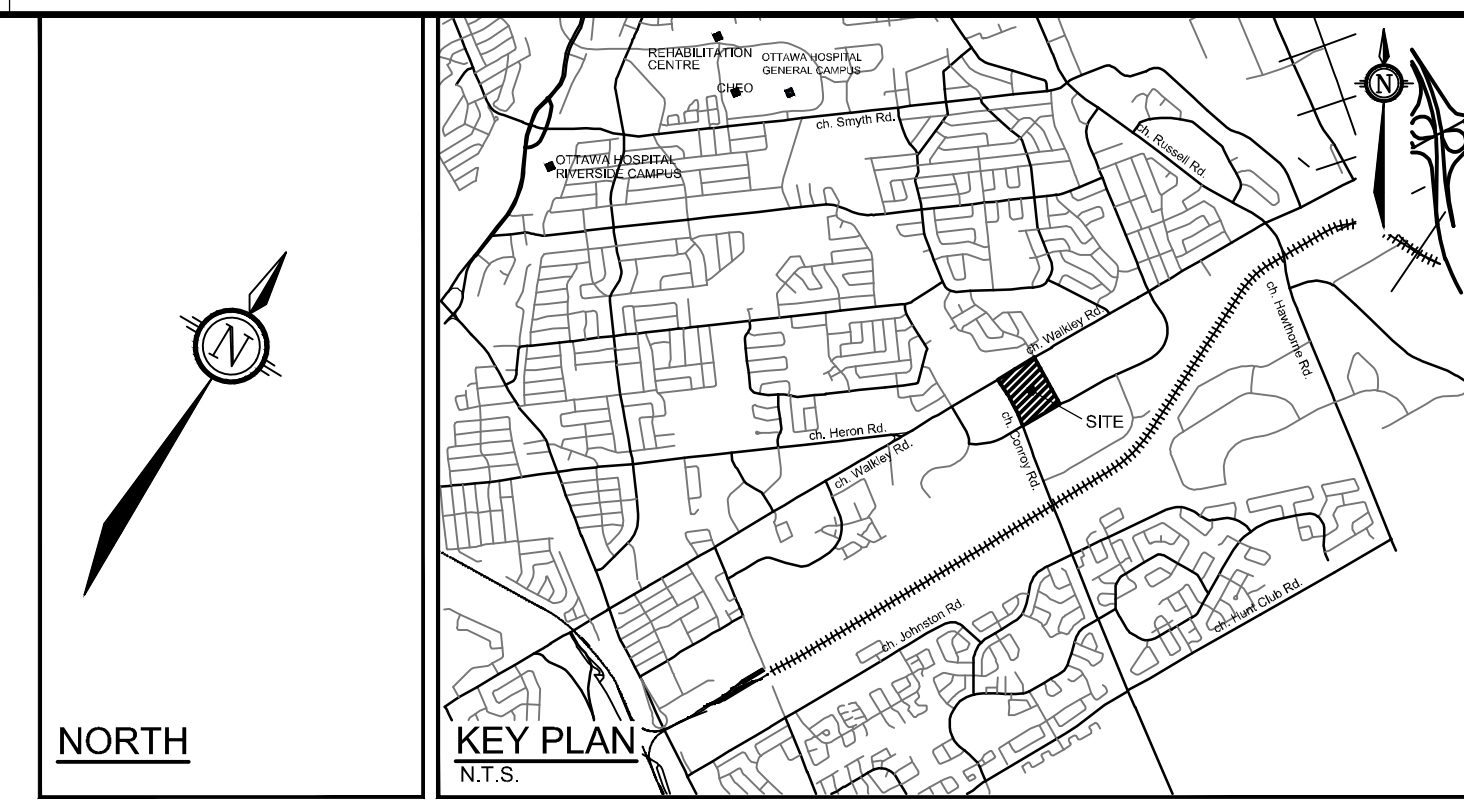 N
NORTH
REHABILITATION
CENTRE
OTTAWA HOSPITAL
GENERAL CAMPUS
CHEO
ch. Smyth Rd.
N
ch. Russell Rd.
OTTAWA HOSPITAL
RIVERSIDE CAMPUS
ch. Walkley Rd.
ch. Hawthorne Rd.
SITE
ch. Conroy Rd.
ch. Heron Rd.
ch. Walkley Rd.
ch. Johnston Rd.
ch. Hunt Club Rd.
KEY PLAN
N.T.S.